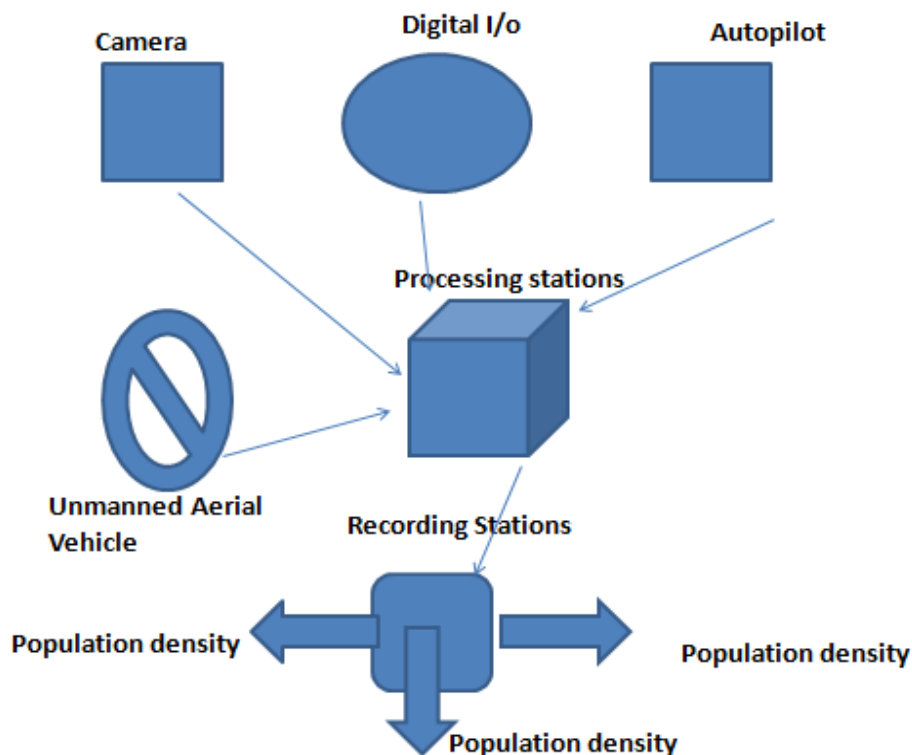 Camera
Digital I/o
Autopilot
Processing stations
Unmanned Aerial
Vehicle
Recording Stations
Population density
Population density
Population density